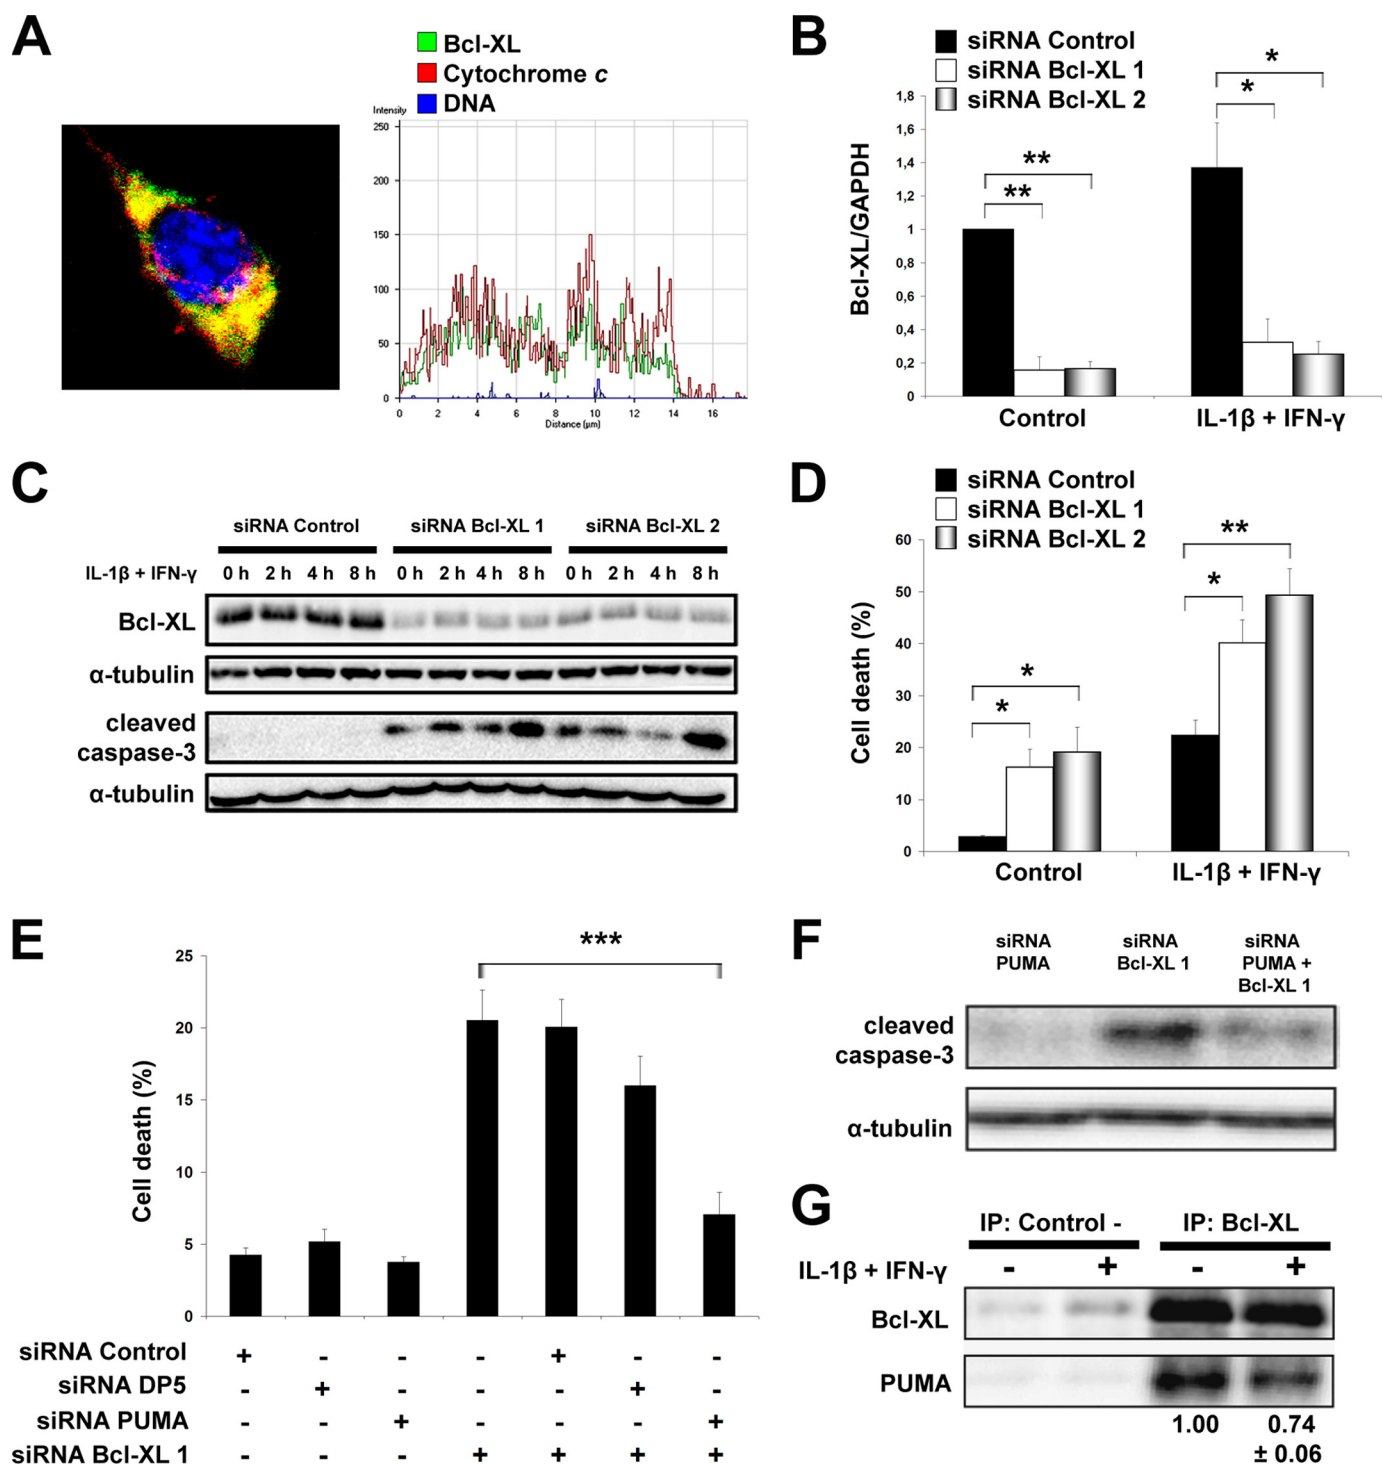 A
Bcl-XL
Cytochrome c
DNA
Intensity
250
200
150
100
50
0
0 2 4 6 8 10 12 14 16
Distance (µm)
B
siRNA Control
siRNA Bcl-XL 1
siRNA Bcl-XL 2
Bcl-XL/GAPDH
1,8
1,6
1,4
1,2
1
0,8
0,6
0,4
0,2
0
**
**
*
*
Control IL-1β + IFN-γ
C
siRNA Control siRNA Bcl-XL 1 siRNA Bcl-XL 2
IL-1β + IFN-γ 0 h 2 h 4 h 8 h 0 h 2 h 4 h 8 h 0 h 2 h 4 h 8 h
Bcl-XL
α-tubulin
cleaved
caspase-3
α-tubulin
D
siRNA Control
siRNA Bcl-XL 1
siRNA Bcl-XL 2
Cell death (%)
60
50
40
30
20
10
0
*
*
**
*
Control IL-1β + IFN-γ
E
Cell death (%)
25
20
15
10
5
0
***
siRNA Control + - - - + - -
siRNA DP5 - + - - - + -
siRNA PUMA - - + - - - +
siRNA Bcl-XL 1 - - - + + + +
F
siRNA siRNA siRNA
PUMA Bcl-XL 1 PUMA +
Bcl-XL 1
cleaved
caspase-3
α-tubulin
G
IP: Control - IP: Bcl-XL
IL-1β + IFN-γ - + - +
Bcl-XL
PUMA
1.00 0.74
± 0.06